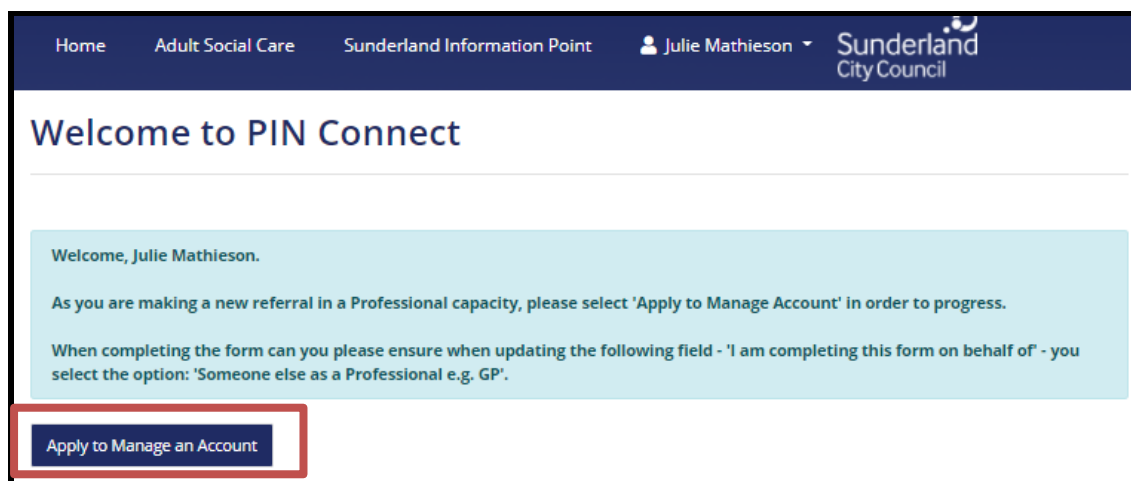 Home Adult Social Care Sunderland Information Point Julie Mathieson Sunderland
City Council
Welcome to PIN Connect
Welcome, Julie Mathieson.
As you are making a new referral in a Professional capacity, please select 'Apply to Manage Account' in order to progress.
When completing the form can you please ensure when updating the following field - 'I am completing this form on behalf of' - you
select the option: 'Someone else as a Professional e.g. GP'.
Apply to Manage an Account